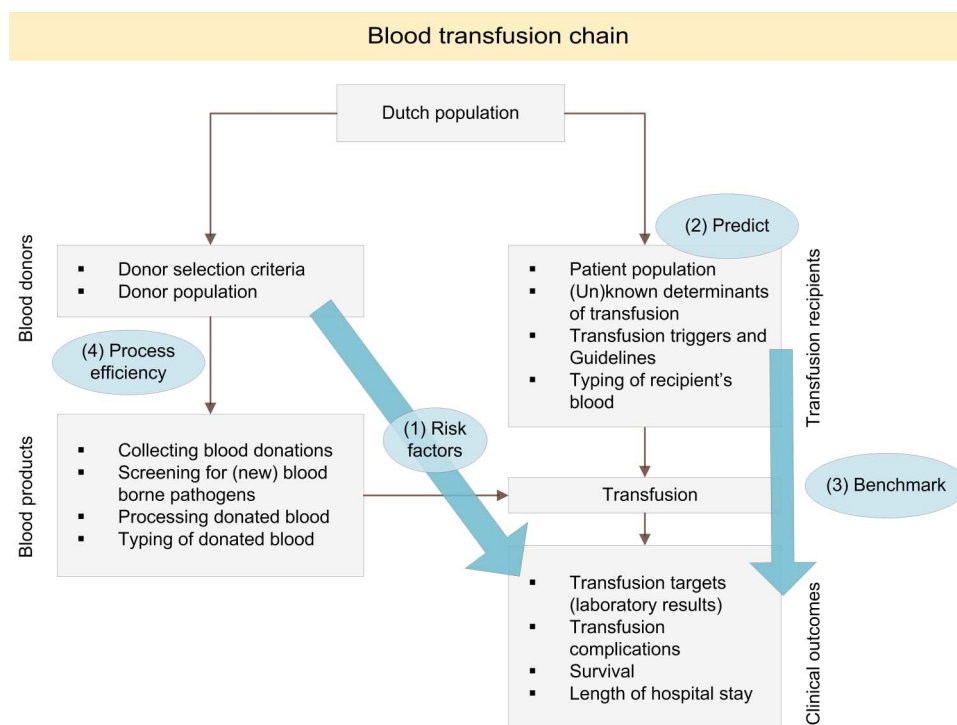 Blood transfusion chain
Dutch population
(2) Predict
Blood donors
▪ Donor selection criteria
▪ Donor population
▪ Patient population
▪ (Un)known determinants
of transfusion
▪ Transfusion triggers and
Guidelines
▪ Typing of recipient's
blood
Transfusion recipients
(4) Process
efficiency
(1) Risk
factors
Blood products
▪ Collecting blood donations
▪ Screening for (new) blood
borne pathogens
▪ Processing donated blood
▪ Typing of donated blood
Transfusion
(3) Benchmark
▪ Transfusion targets
(laboratory results)
▪ Transfusion
complications
▪ Survival
▪ Length of hospital stay
Clinical outcomes